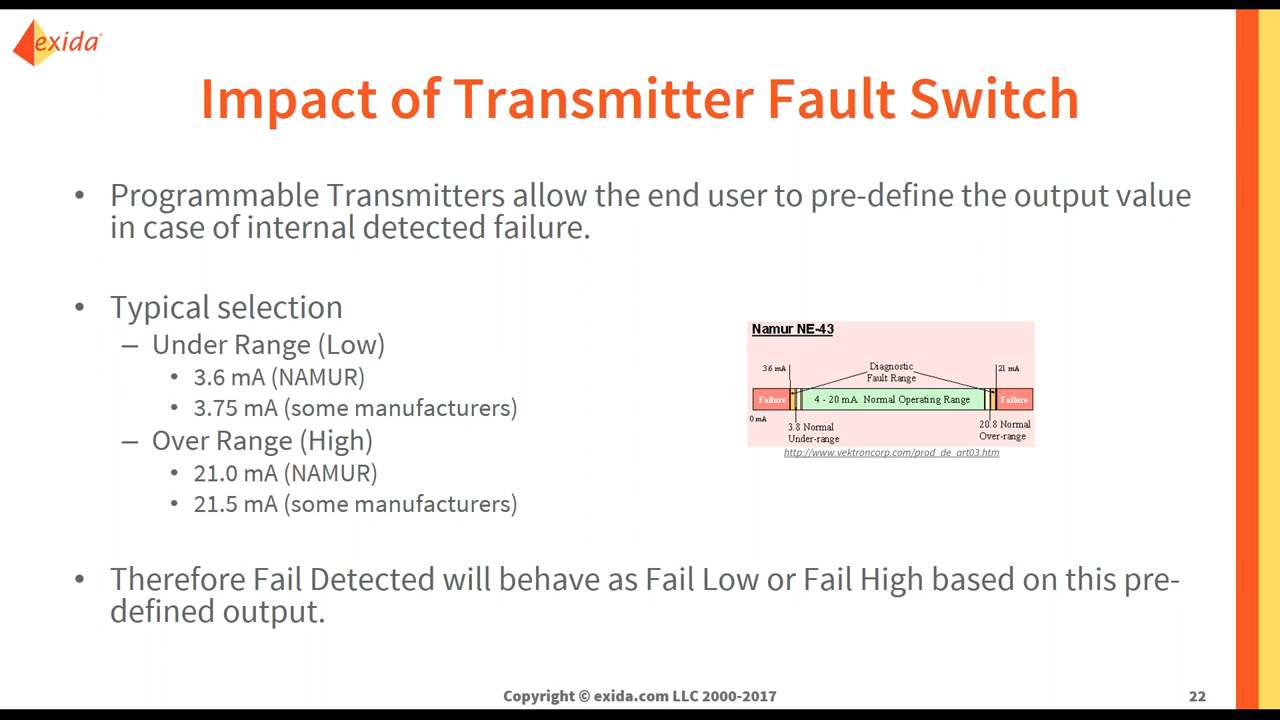 exida
Impact of Transmitter Fault Switch
• Programmable Transmitters allow the end user to pre-define the output value
in case of internal detected failure.
• Typical selection
– Under Range (Low)
• 3.6 mA (NAMUR)
• 3.75 mA (some manufacturers)
– Over Range (High)
• 21.0 mA (NAMUR)
• 21.5 mA (some manufacturers)
Namur NE-43
3.6 mA
Diagnostic
Fault Range
21 mA
Failure
4 - 20 mA Normal Operating Range
Failure
0 mA
3.8 Normal
Under-range
20.8 Normal
Over-range
http://www.vektroncorp.com/prod_de_art03.htm
• Therefore Fail Detected will behave as Fail Low or Fail High based on this pre-
defined output.
Copyright © exida.com LLC 2000-2017
22